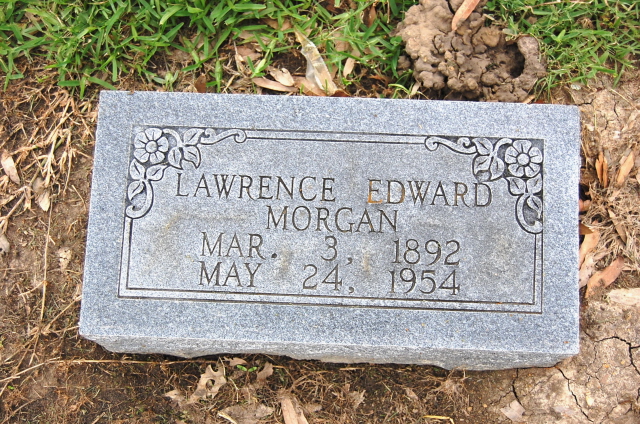 LAWRENCE EDWARD
MORGAN
MAR. 3, 1892
MAY 24, 1954